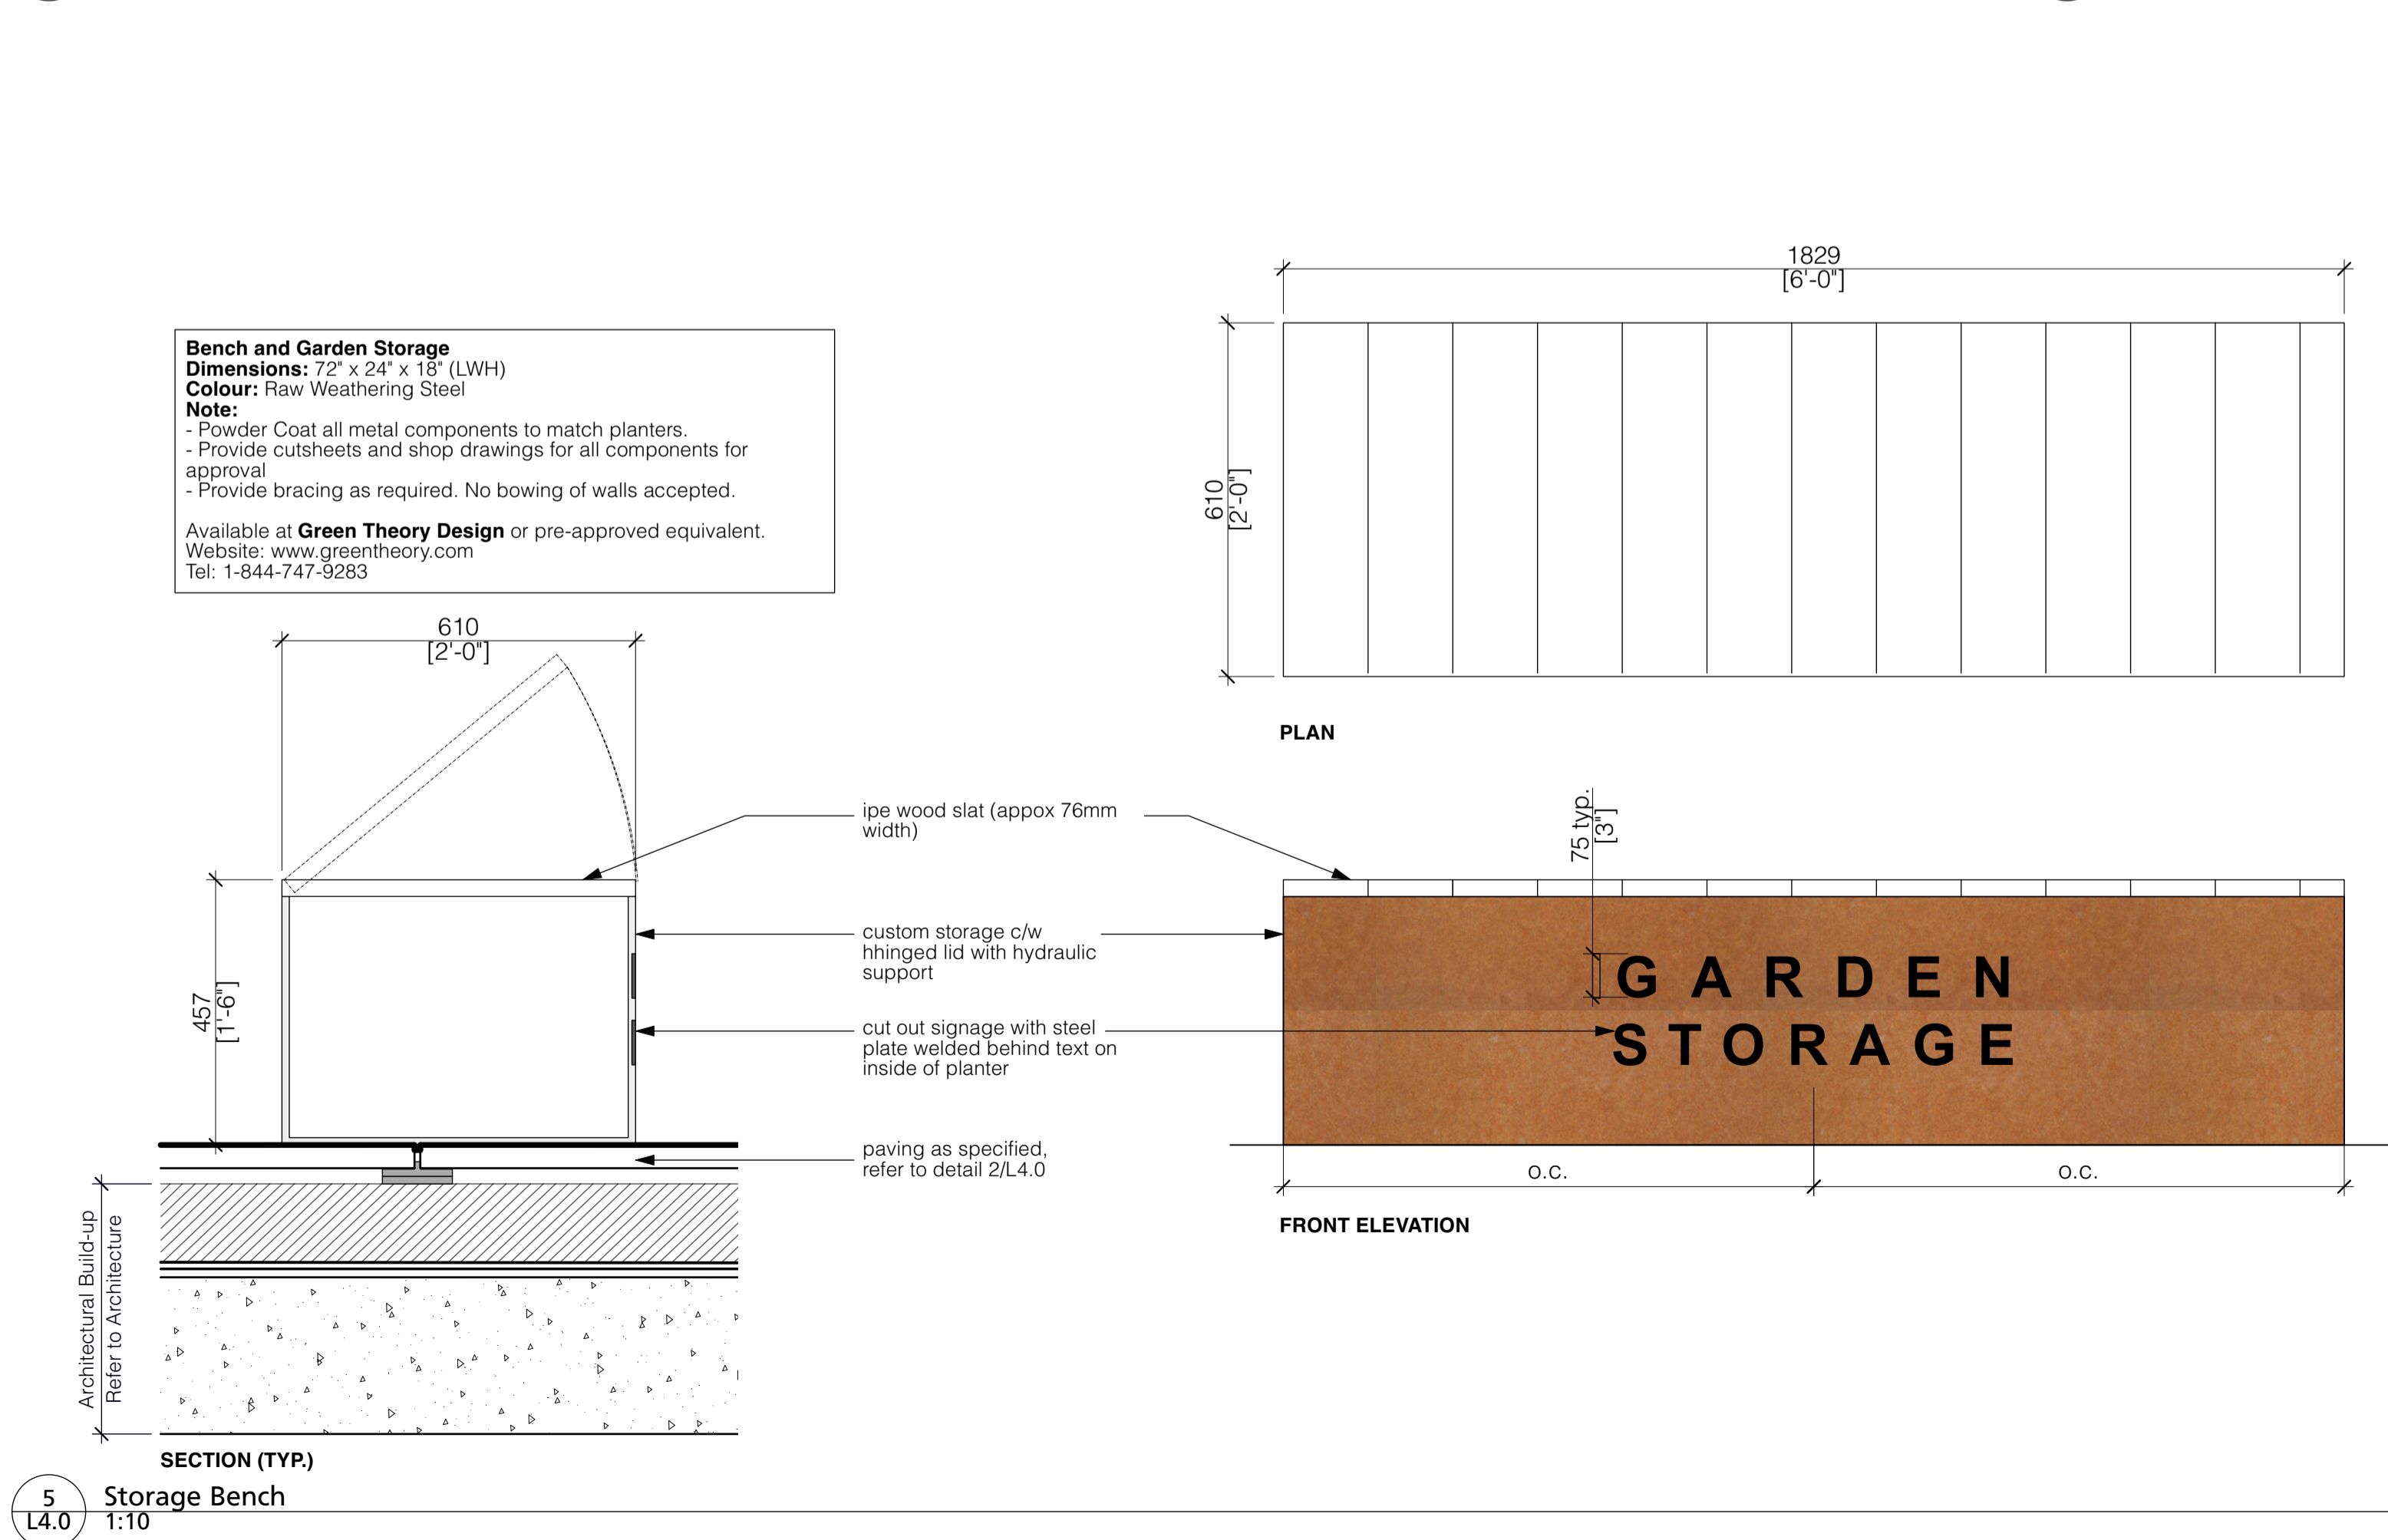 1829
[6'-0"]
Bench and Garden Storage
Dimensions: 72" x 24" x 18" (LWH)
Colour: Raw Weathering Steel
Note:
- Powder Coat all metal components to match planters.
- Provide cutsheets and shop drawings for all components for
approval
- Provide bracing as required. No bowing of walls accepted.
Available at Green Theory Design or pre-approved equivalent.
Website: www.greentheory.com
Tel: 1-844-747-9283
610
[2'-0"]
610
[2'-0"]
PLAN
ipe wood slat (appox 76mm
width)
75 typ.
[3"]
457
[1'-6"]
custom storage c/w
hhinged lid with hydraulic
support
cut out signage with steel
plate welded behind text on
inside of planter
paving as specified,
refer to detail 2/L4.0
GARDEN
STORAGE
o.c.
o.c.
FRONT ELEVATION
Architectural Build-up
Refer to Architecture
SECTION (TYP.)
5
L4.0
Storage Bench
1:10